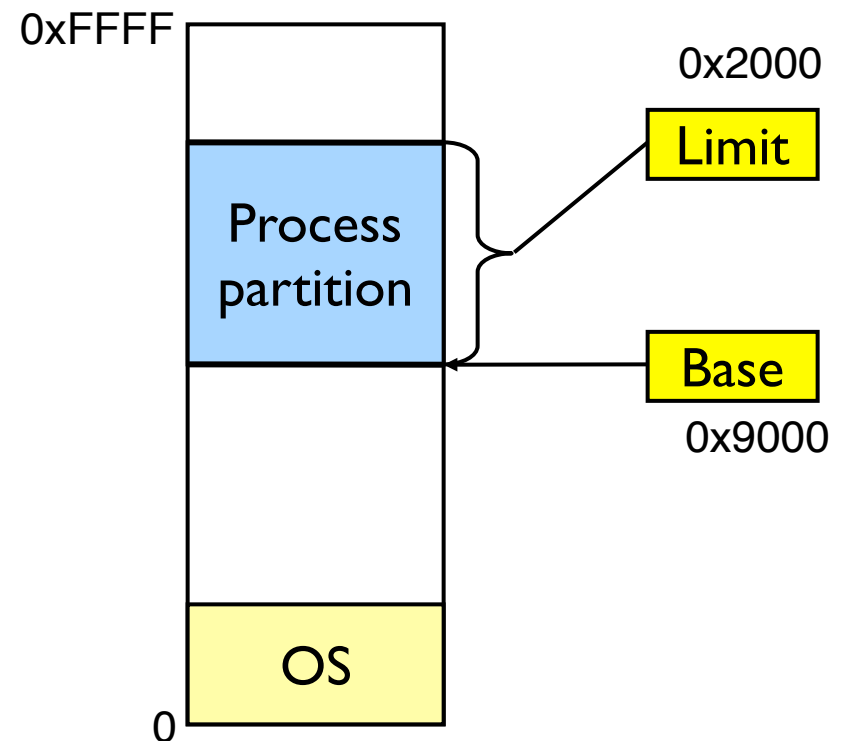 0xFFFF
0x2000
Limit
Process
partition
Base
0x9000
OS
0